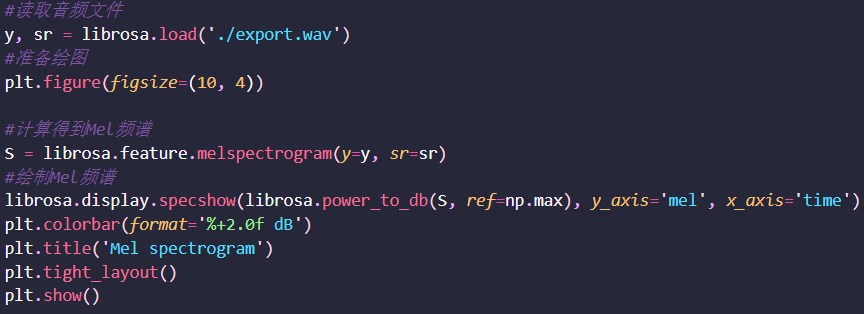 #读取音频文件
y, sr = librosa.load('./export.wav')
#准备绘图
plt.figure(figsize=(10, 4))
#计算得到Mel频谱
S = librosa.feature.melspectrogram(y=y, sr=sr)
#绘制Mel频谱
librosa.display.specshow(librosa.power_to_db(S, ref=np.max), y_axis='mel', x_axis='time')
plt.colorbar(format='%+2.0f dB')
plt.title('Mel spectrogram')
plt.tight_layout()
plt.show()